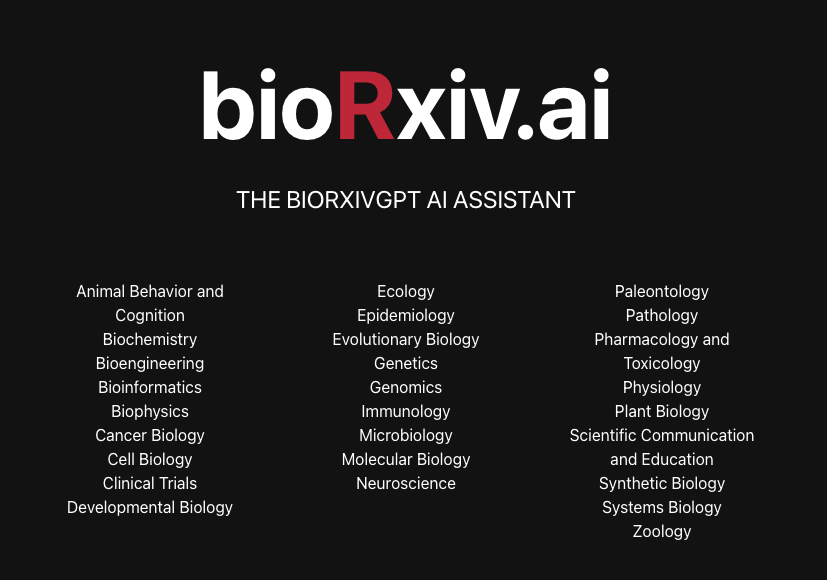 bioRxiv.ai
THE BIORXIVGPT AI ASSISTANT
Animal Behavior and
Cognition
Biochemistry
Bioengineering
Bioinformatics
Biophysics
Cancer Biology
Cell Biology
Clinical Trials
Developmental Biology
Ecology
Epidemiology
Evolutionary Biology
Genetics
Genomics
Immunology
Microbiology
Molecular Biology
Neuroscience
Paleontology
Pathology
Pharmacology and
Toxicology
Physiology
Plant Biology
Scientific Communication
and Education
Synthetic Biology
Systems Biology
Zoology